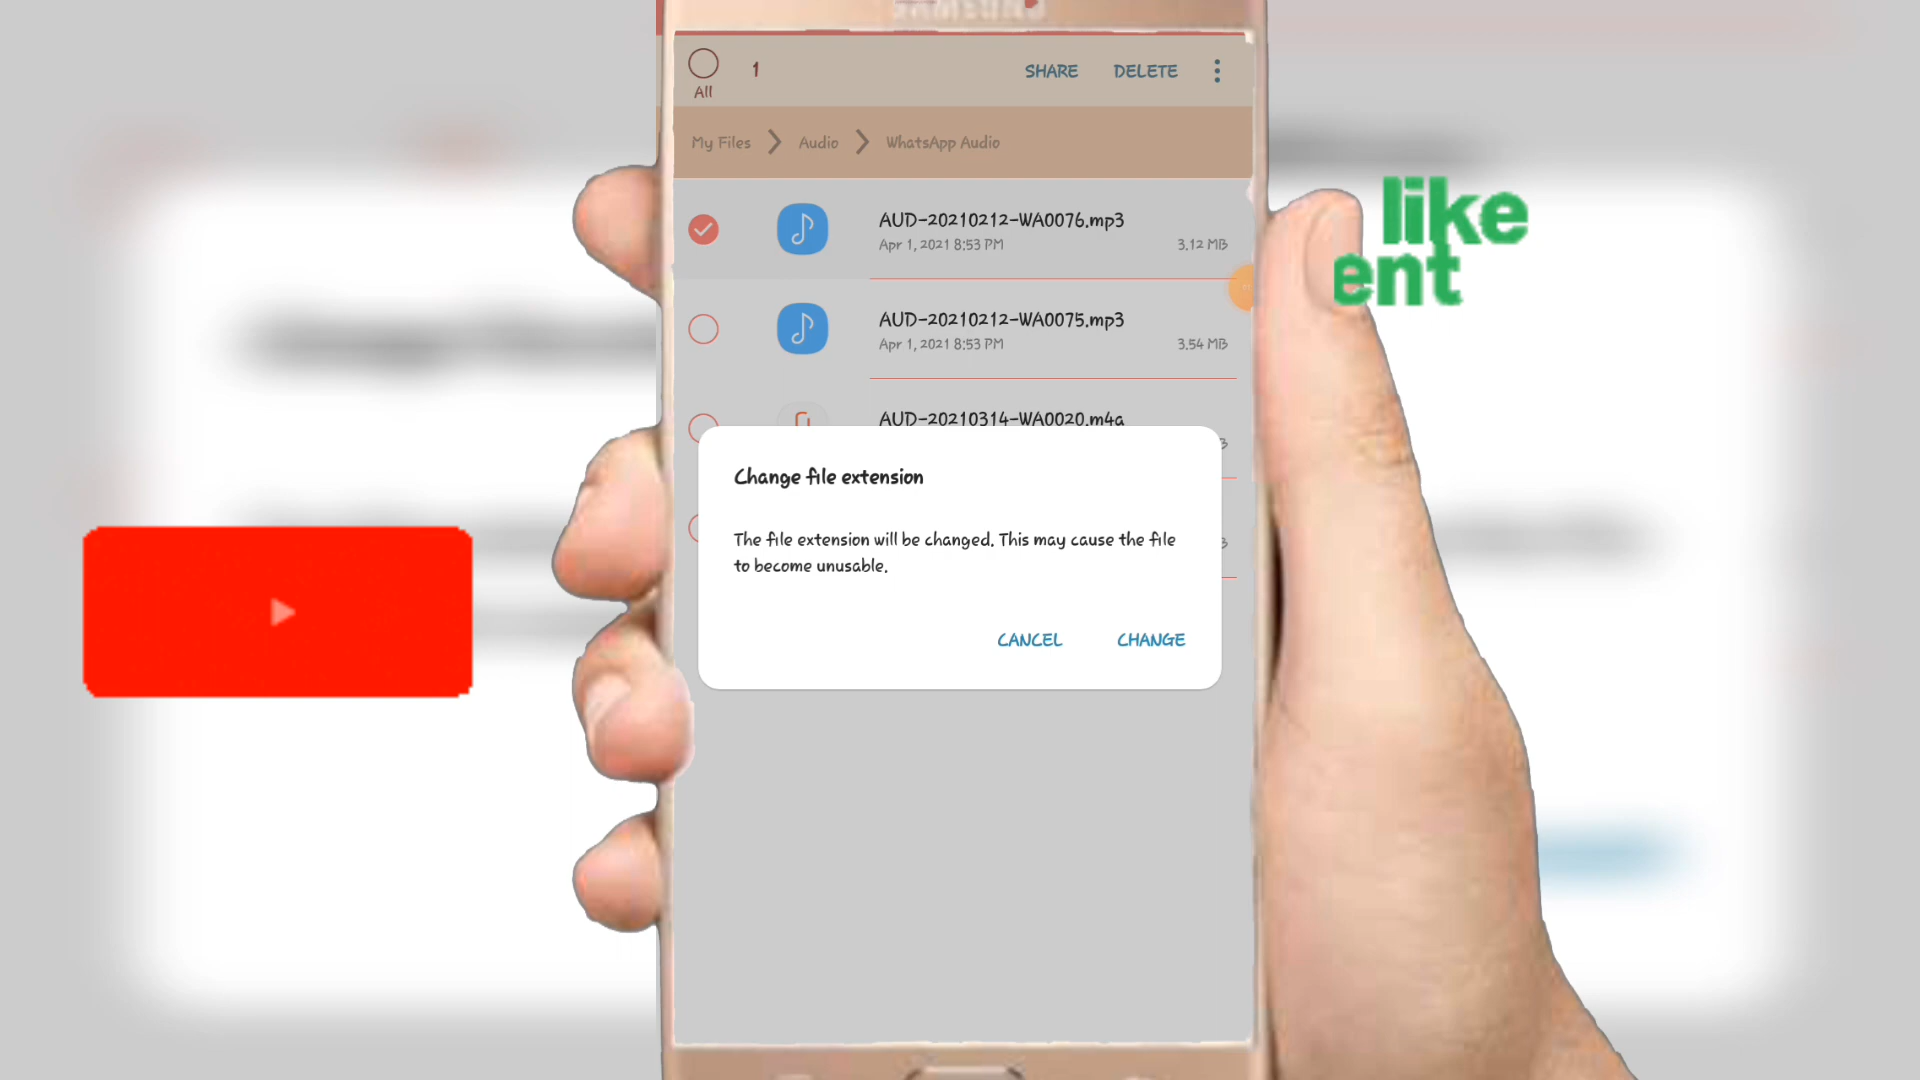 SAMSUNG
1
SHARE
DELETE
All
My Files
Audio
WhatsApp Audio
AUD-20210212-WA0076.mp3
Apr 1, 2021 8:53 PM
3.12 MB
AUD-20210212-WA0075.mp3
Apr 1, 2021 8:53 PM
3.54 MB
AUD-20210314-WA0020.m4a
Change file extension
The file extension will be changed. This may cause the file
to become unusable.
CANCEL
CHANGE
like
ent